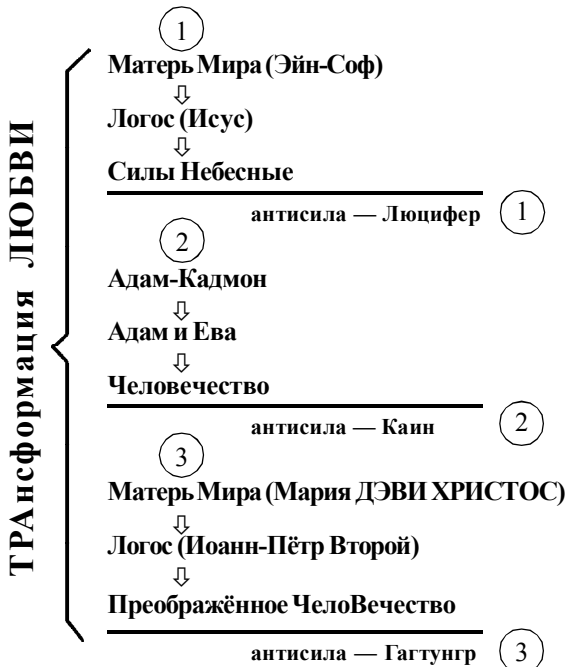 ТРАнсформация ЛЮБВИ
1
Матерь Мира (Эйн-Соф)
⇩
Логос (Исус)
⇩
Силы Небесные
антисила — Люцифер 1
2
Адам-Кадмон
⇩
Адам и Ева
⇩
Человечество
антисила — Каин 2
3
Матерь Мира (Мария ДЭВИ ХРИСТОС)
⇩
Логос (Иоанн-Пётр Второй)
⇩
Преображённое ЧелоВечество
антисила — Гагтунгр 3